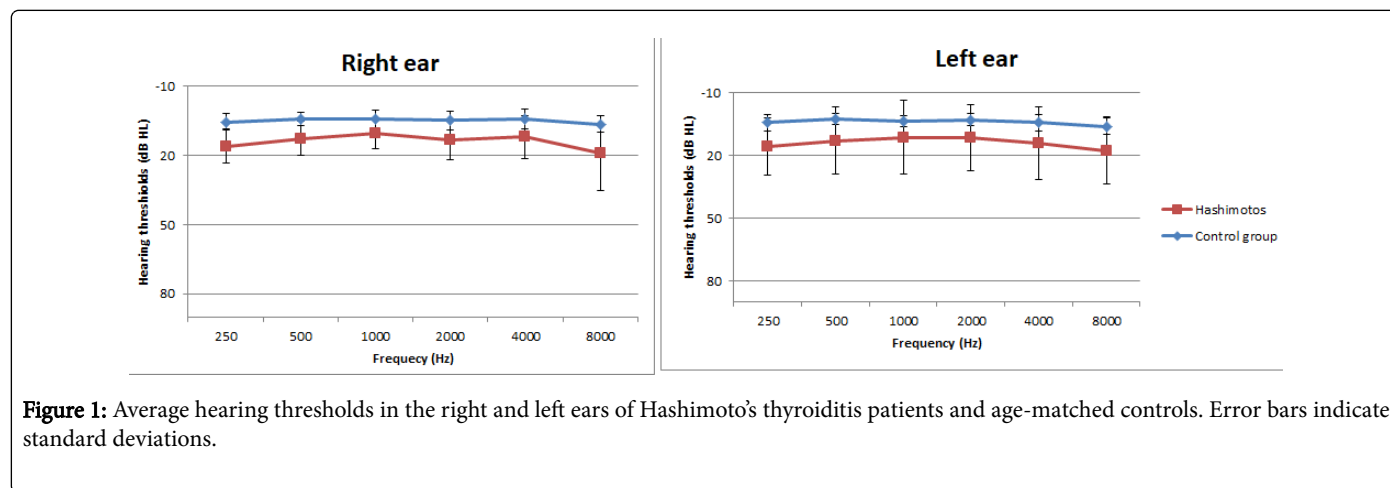 Right ear
Hearing thresholds (dB HL)
-10
20
50
80
250 500 1000 2000 4000 8000
Frequecy (Hz)
Left ear
Hearing thresholds (dB HL)
-10
20
50
80
250 500 1000 2000 4000 8000
Frequency (Hz)
Hashimotos
Control group
Figure 1: Average hearing thresholds in the right and left ears of Hashimoto’s thyroiditis patients and age-matched controls. Error bars indicate
standard deviations.